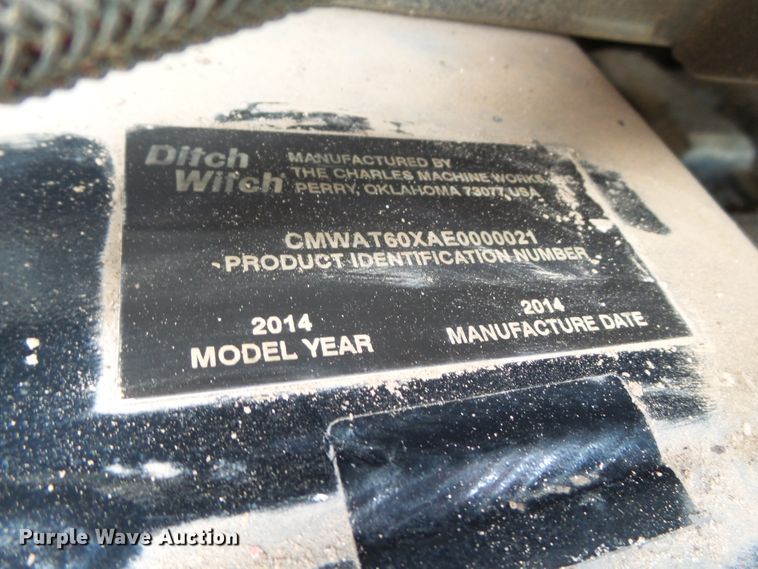 Ditch
Witch®
MANUFACTURED BY
THE CHARLES MACHINE WORKS
PERRY, OKLAHOMA 73077, USA
CMWAT60XAE0000021
PRODUCT IDENTIFICATION NUMBER
2014
MODEL YEAR
2014
MANUFACTURE DATE
Purple Wave Auction